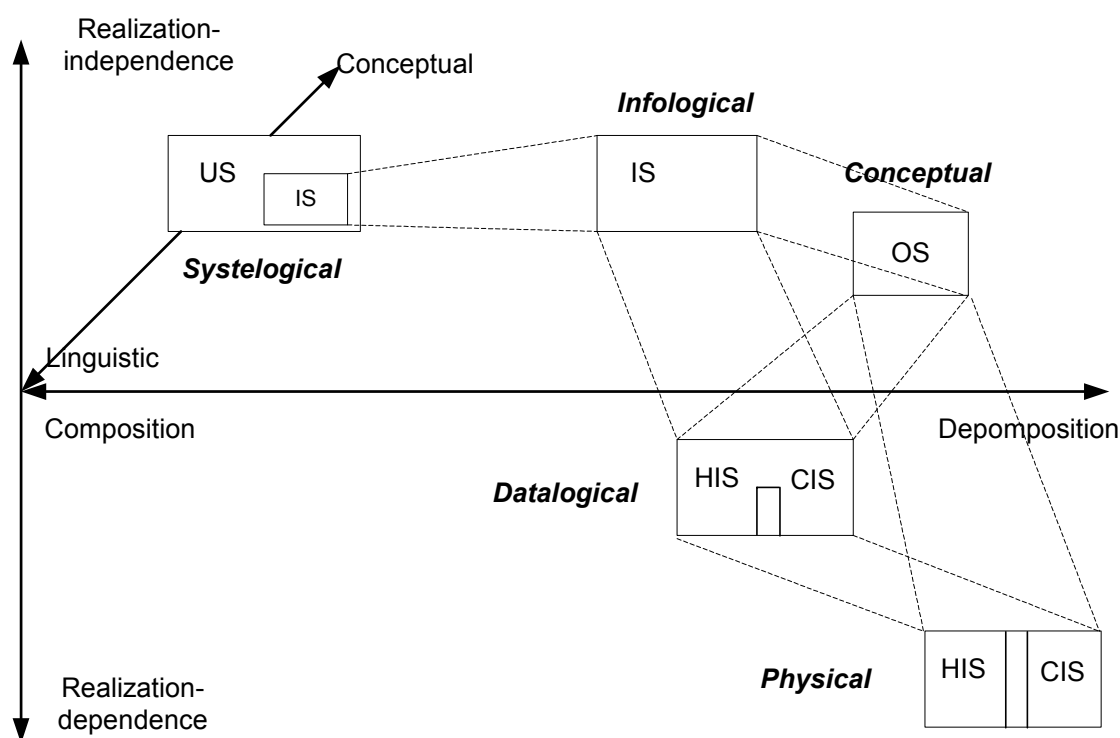 Realization-
independence
Conceptual
Infological
US
IS
IS
Conceptual
OS
Systelogical
Linguistic
Composition
Depomposition
HIS
CIS
Datalogical
HIS
CIS
Physical
Realization-
dependence